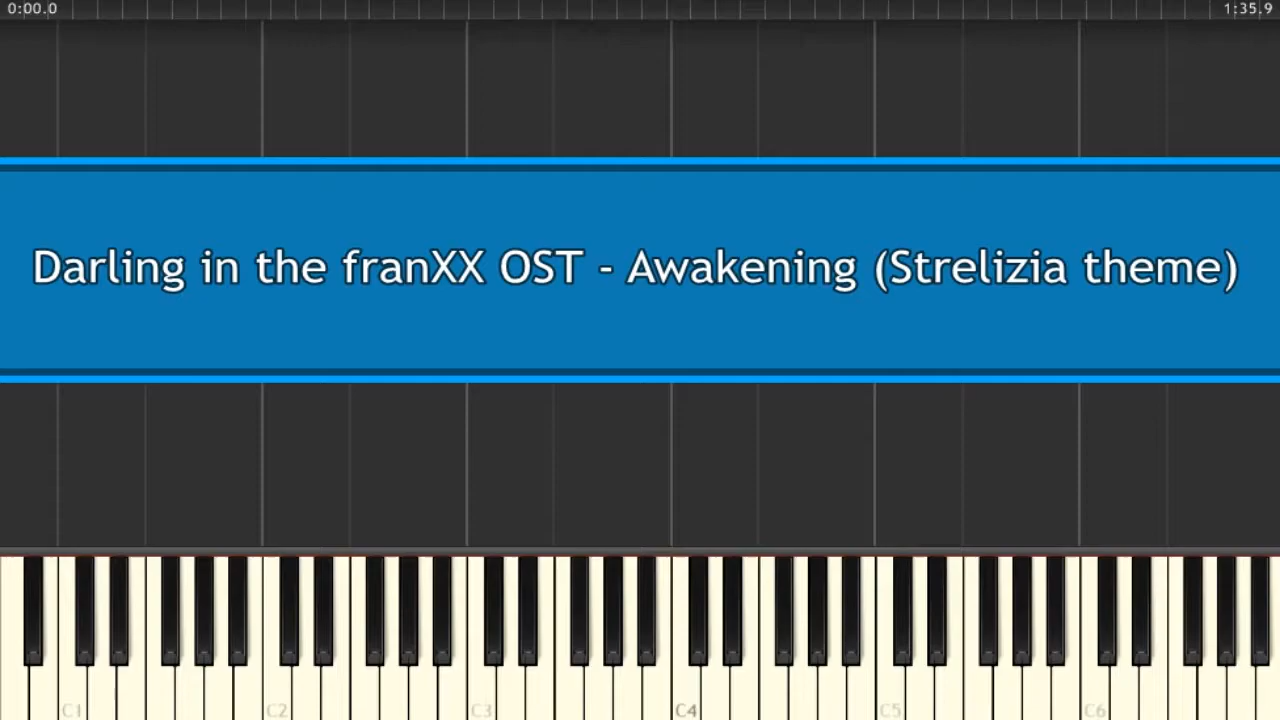 0:00.0 1:35.9
Darling in the franXX OST - Awakening (Strelizia theme)
C1 C2 C3 C4 C5 C6